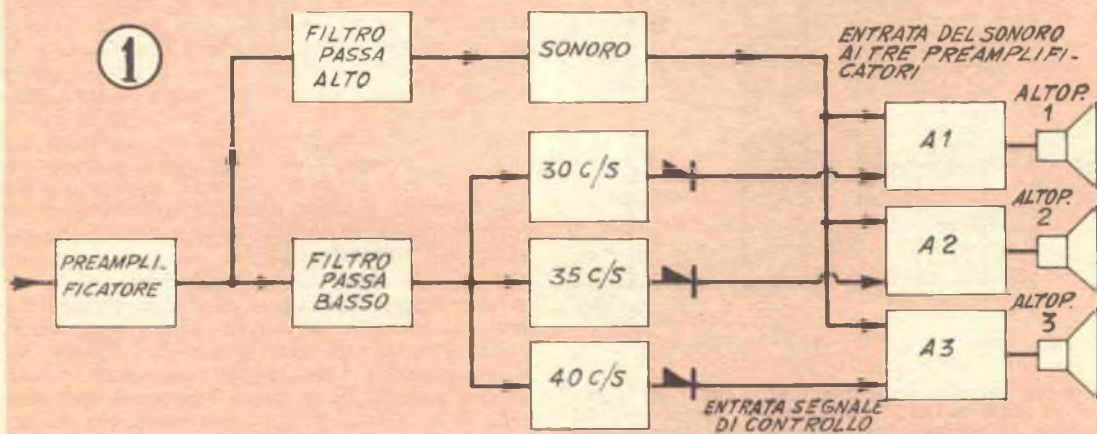 1
FILTRO
PASSA
ALTO
SONORO
ENTRATA DEL SONORO
AI TRE PREAMPLIFI-
CATORI
ALTOP.
1
A1
30 C/S
ALTOP.
2
A2
PREAMPLI-
FICATORE
FILTRO
PASSA
BASSO
35 C/S
ALTOP.
3
A3
40 C/S
ENTRATA SEGNALE
DI CONTROLLO